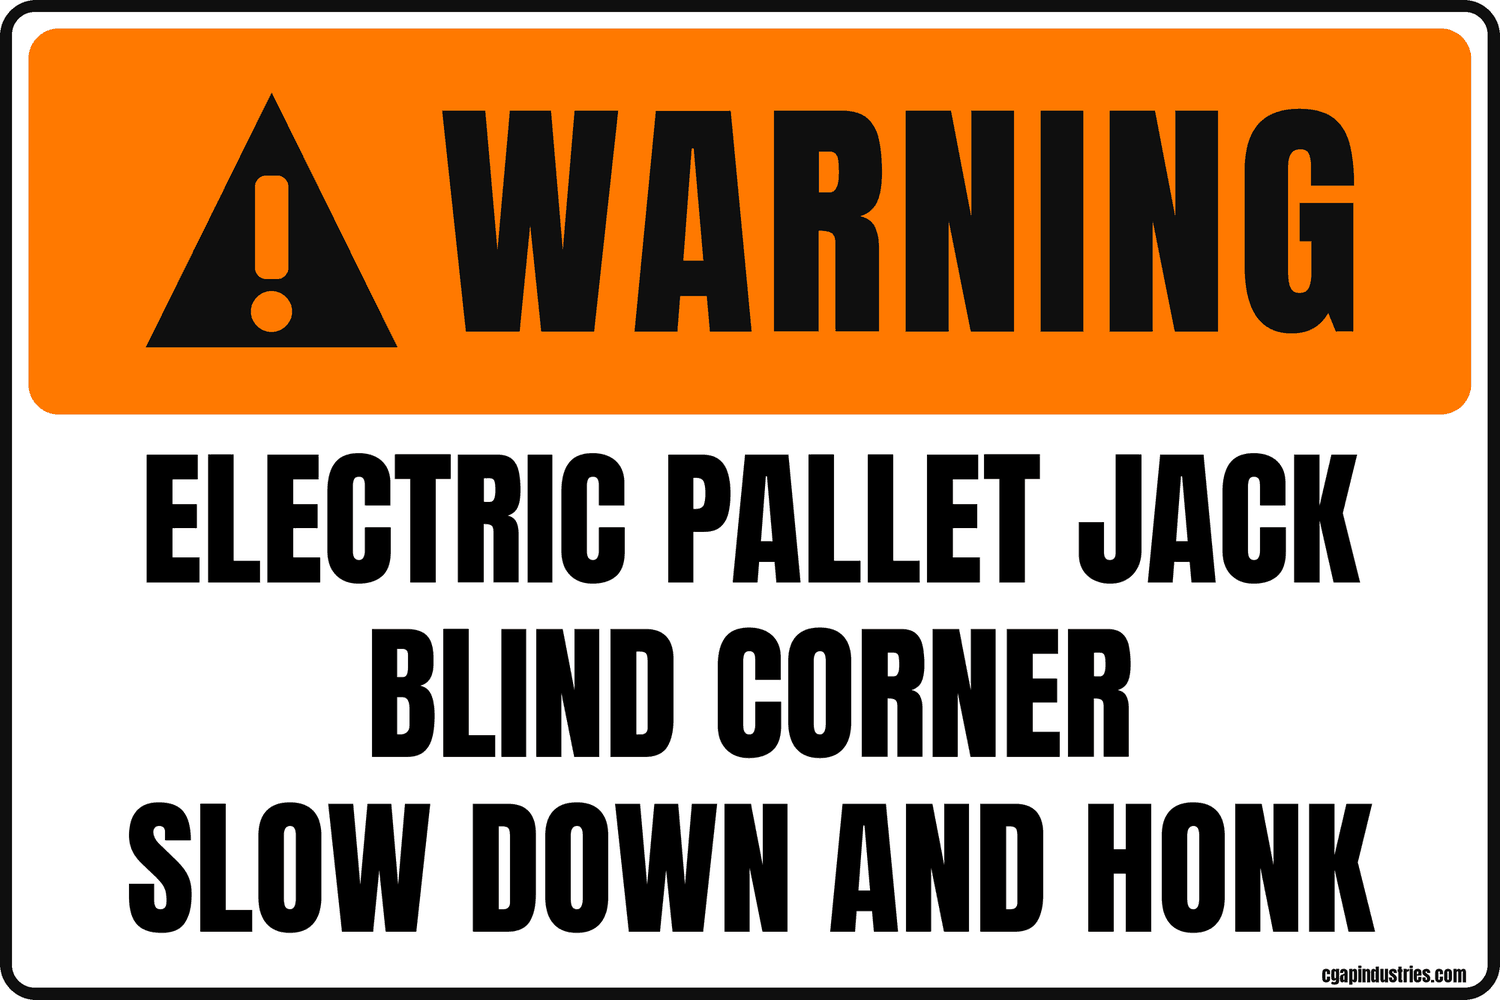 WARNING
ELECTRIC PALLET JACK
BLIND CORNER
SLOW DOWN AND HONK
cgapindustries.com